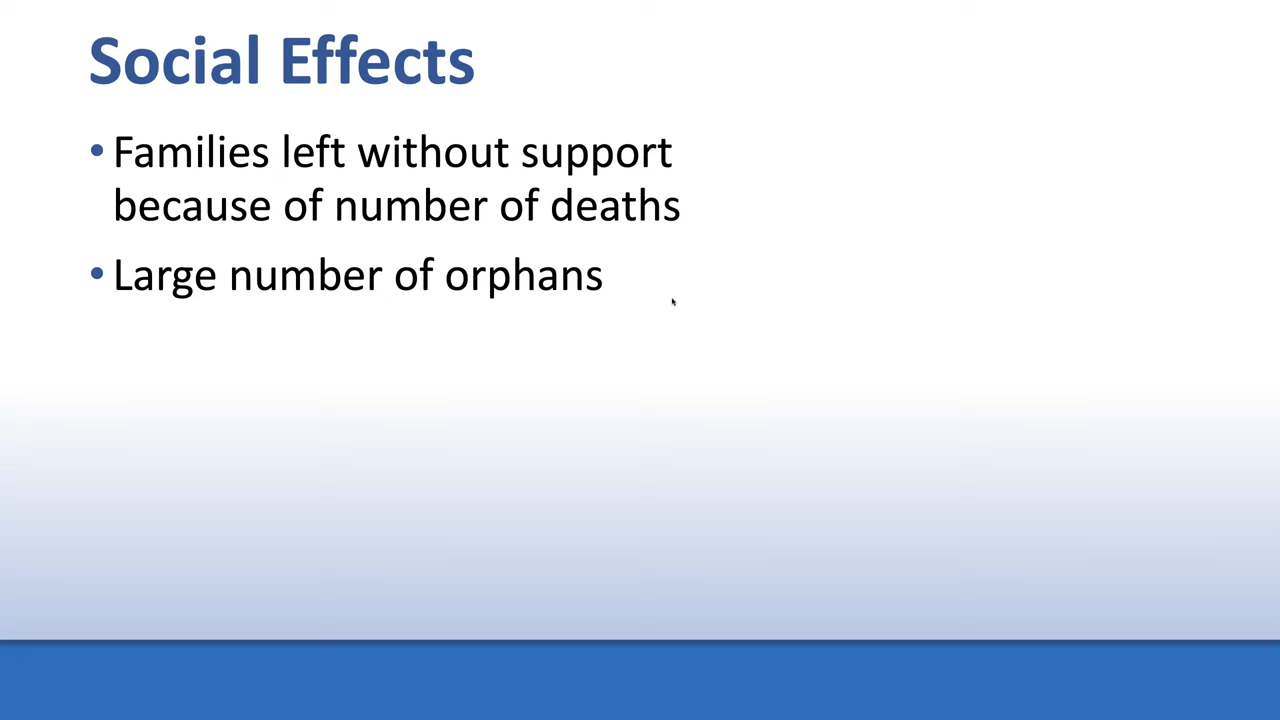 Social Effects
• Families left without support
because of number of deaths
• Large number of orphans